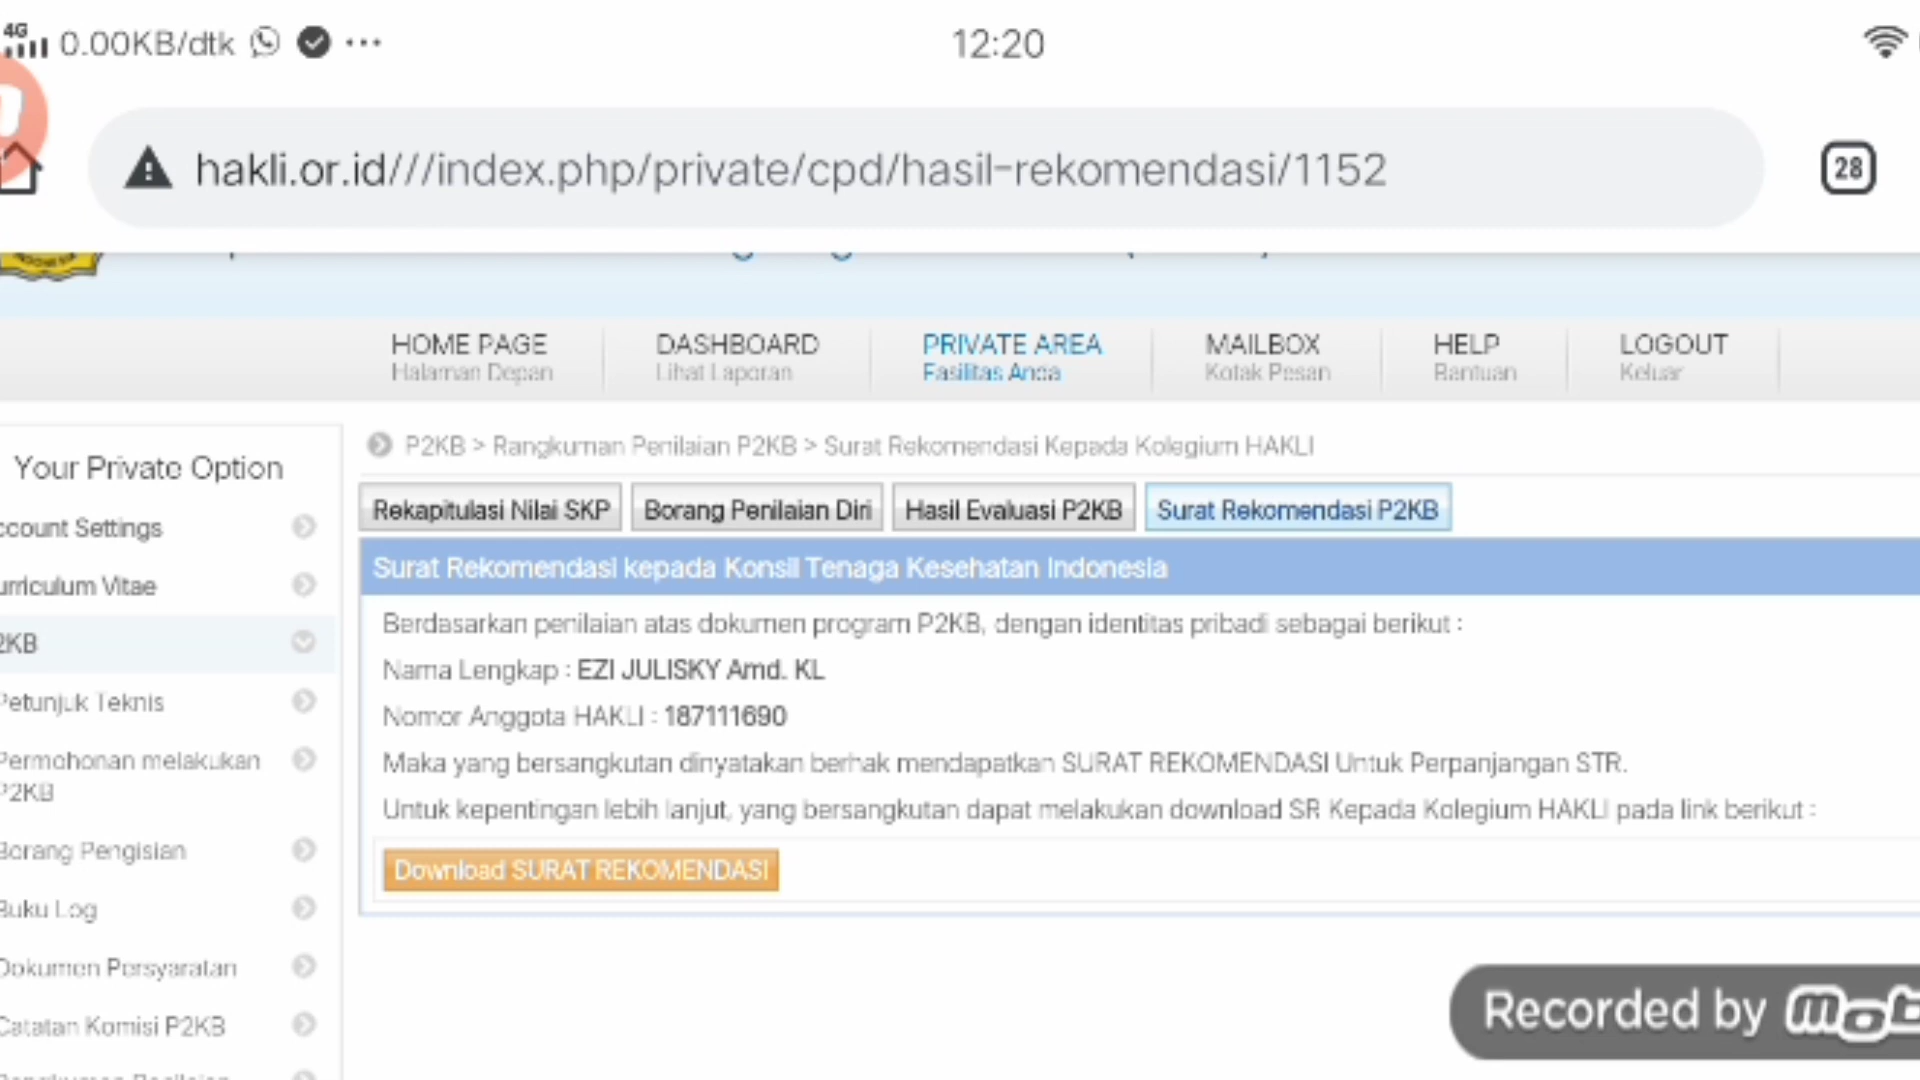 4G 0.00KB/dtk 12:20
hakli.or.id///index.php/private/cpd/hasil-rekomendasi/1152 28
HOME PAGE DASHBOARD PRIVATE AREA MAILBOX HELP LOGOUT
Halaman Depan Lihat Laporan Fasilitas Anda Kotak Pesan Bantuan Keluar
P2KB > Rangkuman Penilaian P2KB > Surat Rekomendasi Kepada Kolegium HAKLI
Your Private Option
Rekapitulasi Nilai SKP Borang Penilaian Diri Hasil Evaluasi P2KB Surat Rekomendasi P2KB
ccount Settings
urriculum Vitae
2KB
Petunjuk Teknis
Permohonan melakukan
P2KB
Borang Pengisian
Buku Log
Dokumen Persyaratan
Catatan Komisi P2KB
Surat Rekomendasi kepada Konsil Tenaga Kesehatan Indonesia
Berdasarkan penilaian atas dokumen program P2KB, dengan identitas pribadi sebagai berikut :
Nama Lengkap : EZI JULISKY Amd. KL
Nomor Anggota HAKLI : 187111690
Maka yang bersangkutan dinyatakan berhak mendapatkan SURAT REKOMENDASI Untuk Perpanjangan STR.
Untuk kepentingan lebih lanjut, yang bersangkutan dapat melakukan download SR Kepada Kolegium HAKLI pada link berikut :
Download SURAT REKOMENDASI
Recorded by